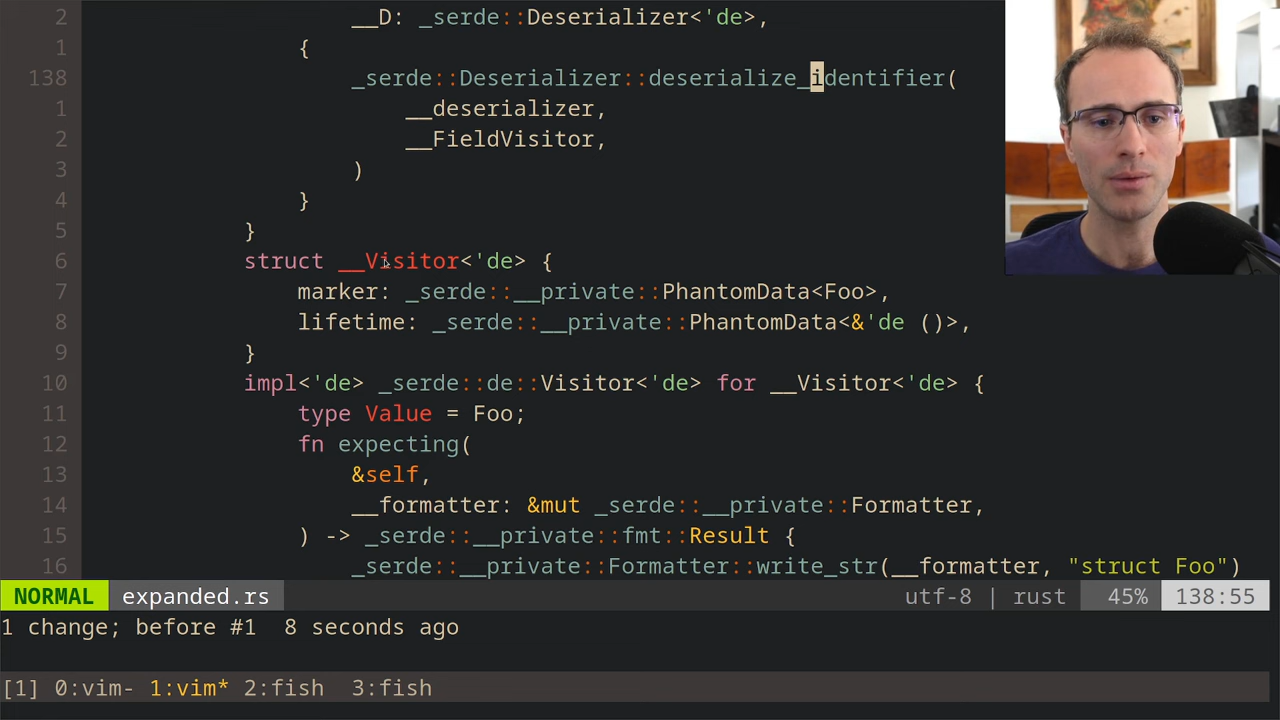 2 __D: _serde::Deserializer<'de>,
1 {
138 _serde::Deserializer::deserialize_identifier(
1 __deserializer,
2 __FieldVisitor,
3 )
4 }
5 }
6 struct __Visitor<'de> {
7 marker: _serde::__private::PhantomData<Foo>,
8 lifetime: _serde::__private::PhantomData<&'de ()>,
9 }
10 impl<'de> _serde::de::Visitor<'de> for __Visitor<'de> {
11 type Value = Foo;
12 fn expecting(
13 &self,
14 __formatter: &mut _serde::__private::Formatter,
15 ) -> _serde::__private::fmt::Result {
16 _serde::__private::Formatter::write_str(__formatter, "struct Foo")
NORMAL expanded.rs utf-8 | rust 45% 138:55
1 change; before #1 8 seconds ago
[1] 0:vim- 1:vim* 2:fish 3:fish